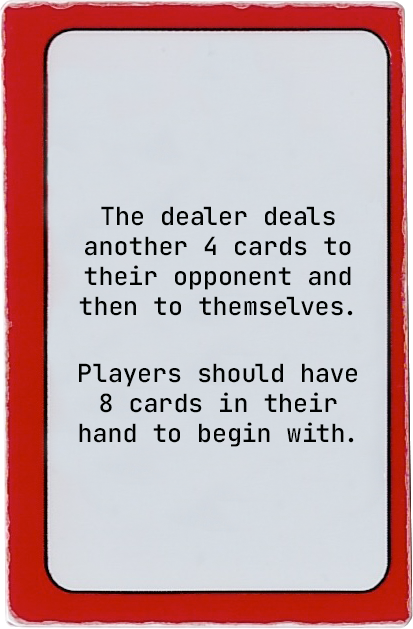 The dealer deals
another 4 cards to
their opponent and
then to themselves.
Players should have
8 cards in their
hand to begin with.